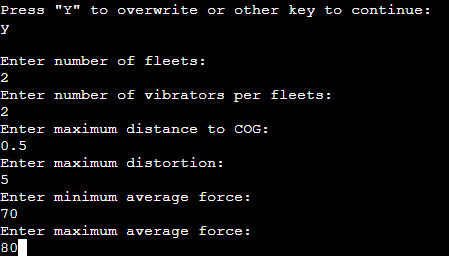 Press "Y" to overwrite or other key to continue:
y
Enter number of fleets:
2
Enter number of vibrators per fleets:
2
Enter maximum distance to COG:
0.5
Enter maximum distortion:
5
Enter minimum average force:
70
Enter maximum average force:
80